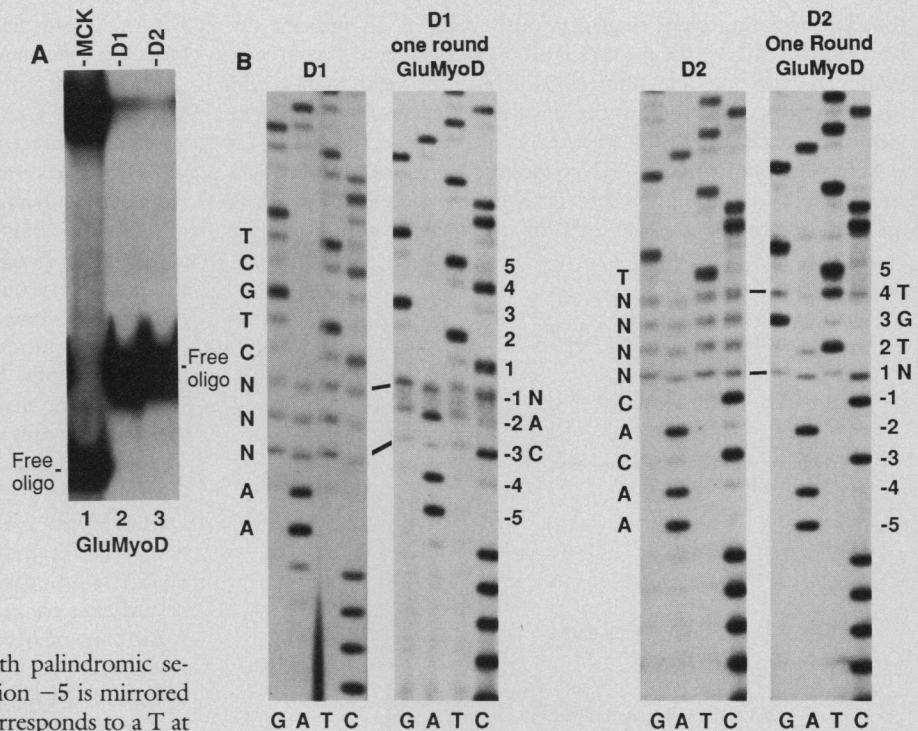 A
-MCK
-D1
-D2
Free oligo
Free oligo
1 2 3
GluMyoD
B
D1
D1
one round
GluMyoD
D2
D2
One Round
GluMyoD
T
C
G
T
C
N
N
N
A
A
5
4
3
2
1
-1 N
-2 A
-3 C
-4
-5
T
N
N
N
N
C
A
C
A
A
5
4 T
3 G
2 T
1 N
-1
-2
-3
-4
-5
G A T C
G A T C
G A T C
G A T C
th palindromic se-
ion −5 is mirrored
orresponds to a T at